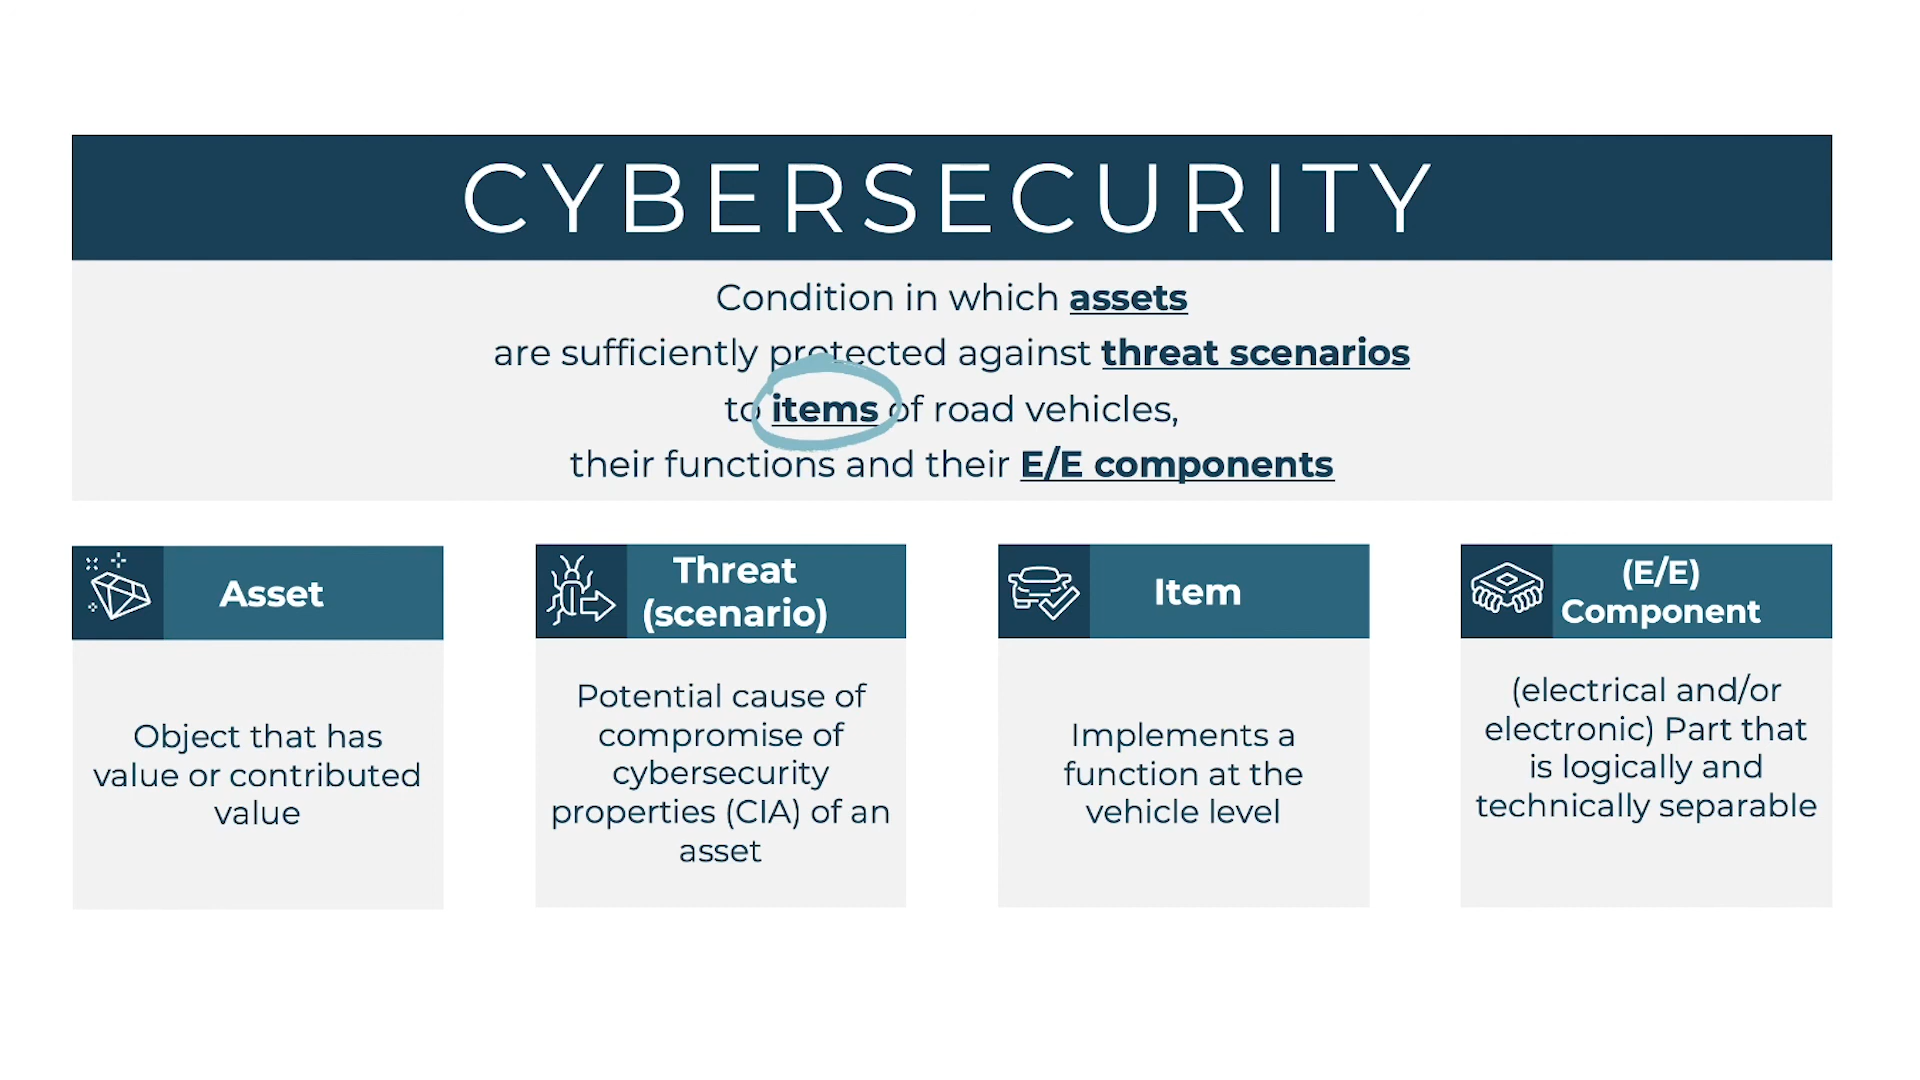 CYBERSECURITY
Condition in which assets
are sufficiently protected against threat scenarios
to items of road vehicles,
their functions and their E/E components
Asset
Object that has
value or contributed
value
Threat
(scenario)
Potential cause of
compromise of
cybersecurity
properties (CIA) of an
asset
Item
Implements a
function at the
vehicle level
(E/E)
Component
(electrical and/or
electronic) Part that
is logically and
technically separable